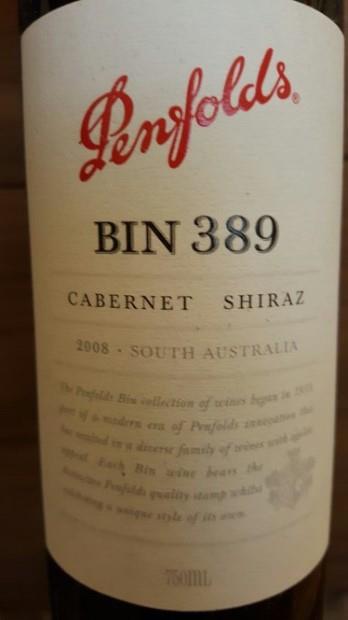 Penfolds®
BIN 389
CABERNET SHIRAZ
2008 · SOUTH AUSTRALIA
The Penfolds Bin collection of wines began in
part of a modern era of Penfolds innovation that
has resulted in a diverse family of wines with
appeal. Each Bin wine bears the
distinctive Penfolds quality stamp whilst
celebrating a unique style of its own.
750ML